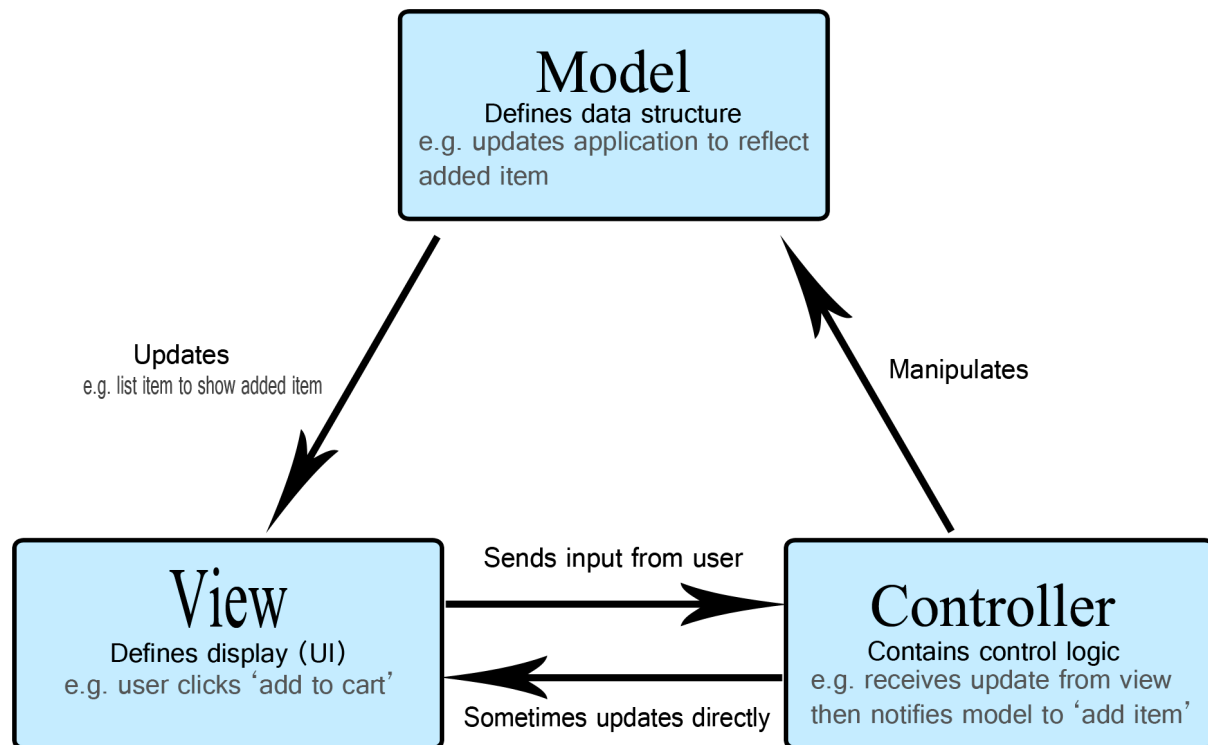 Model
Defines data structure
e.g. updates application to reflect
added item
Updates
e.g. list item to show added item
Manipulates
Sends input from user
View
Defines display (UI)
e.g. user clicks ‘add to cart’
Controller
Contains control logic
e.g. receives update from view
then notifies model to ‘add item’
Sometimes updates directly